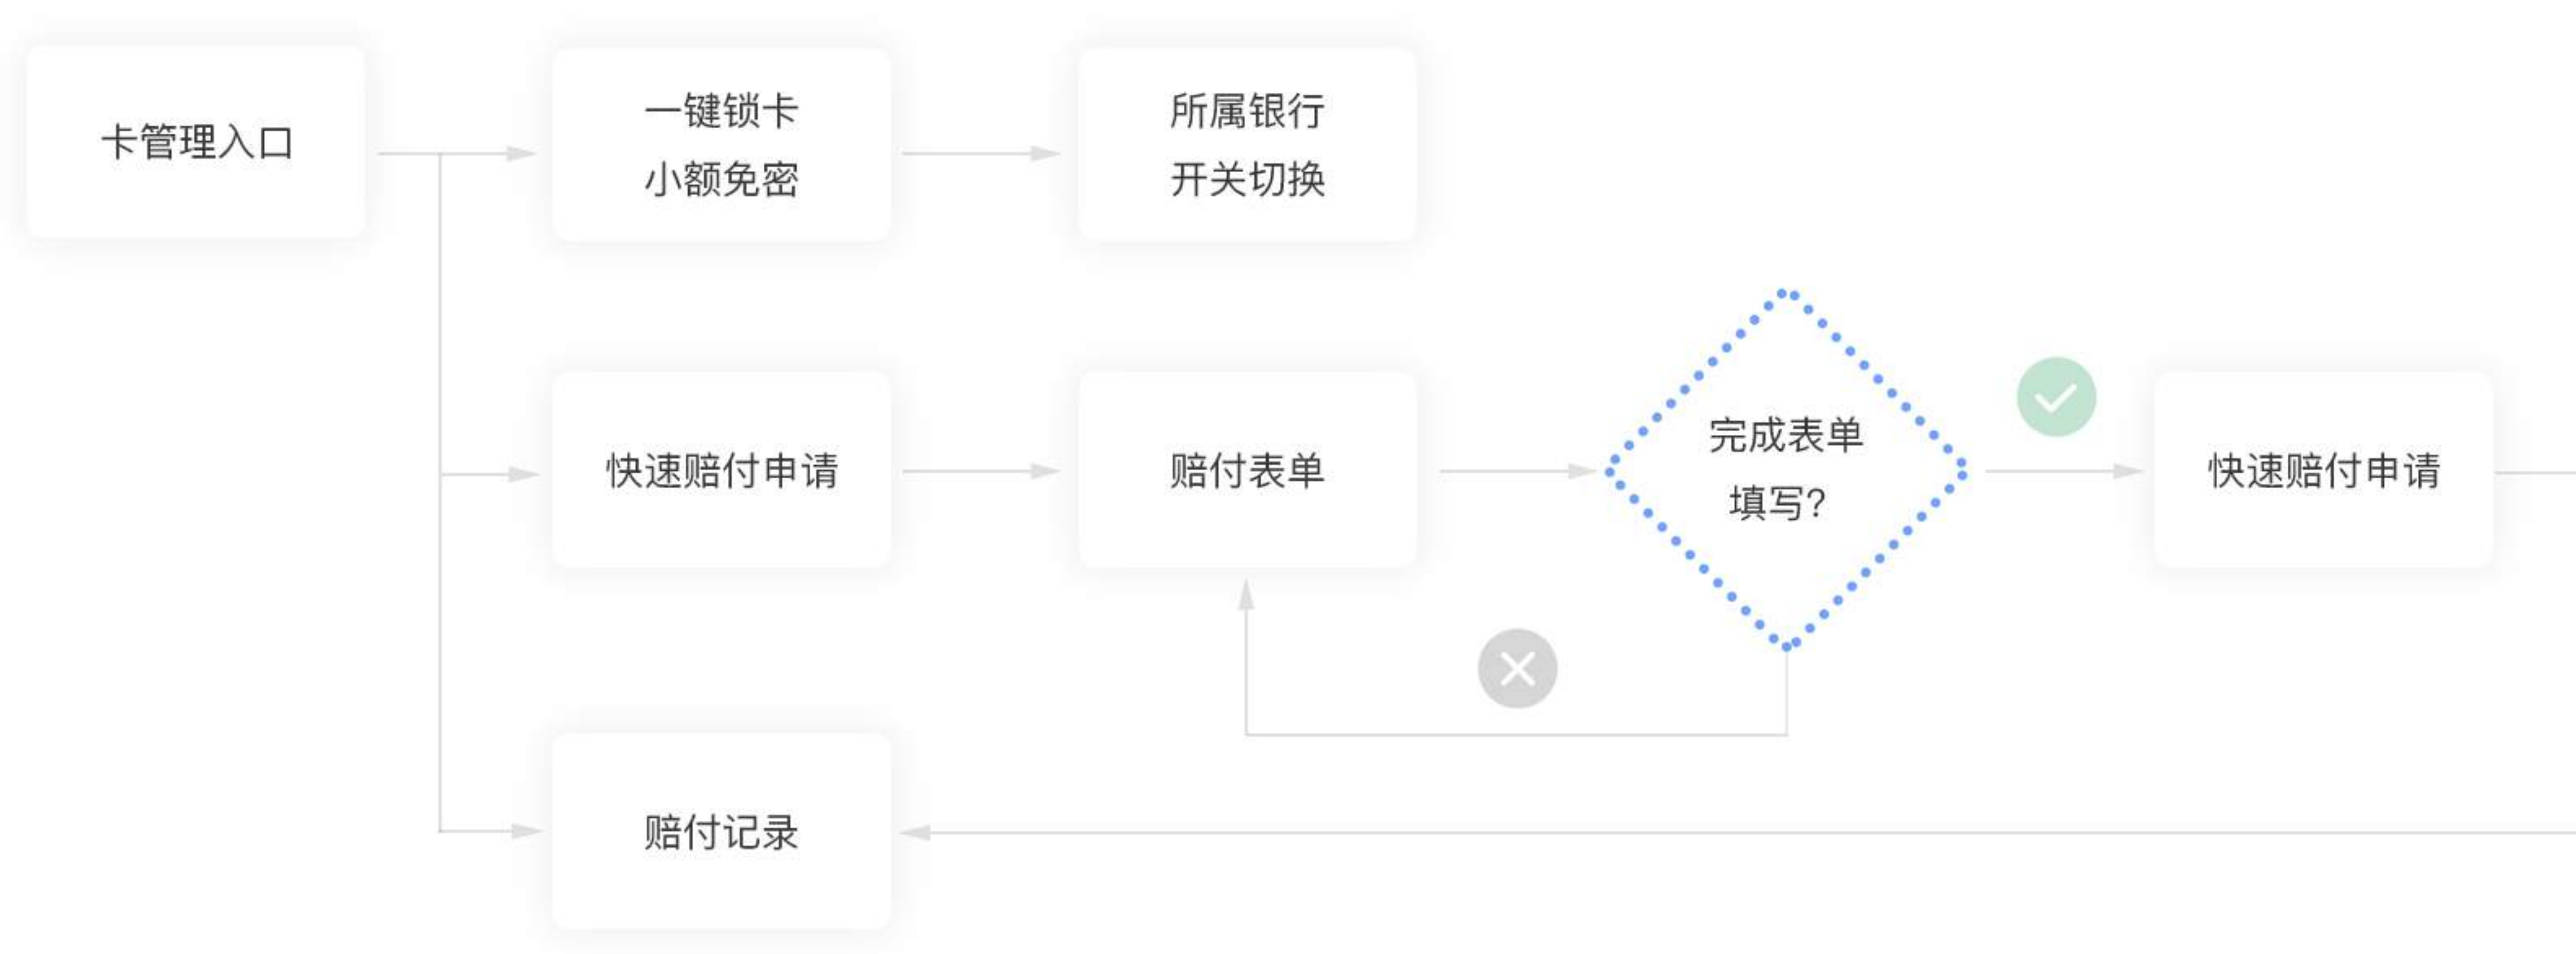 卡管理入口
一键锁卡
小额免密
所属银行
开关切换
快速赔付申请
赔付表单
完成表单
填写?
快速赔付申请
赔付记录